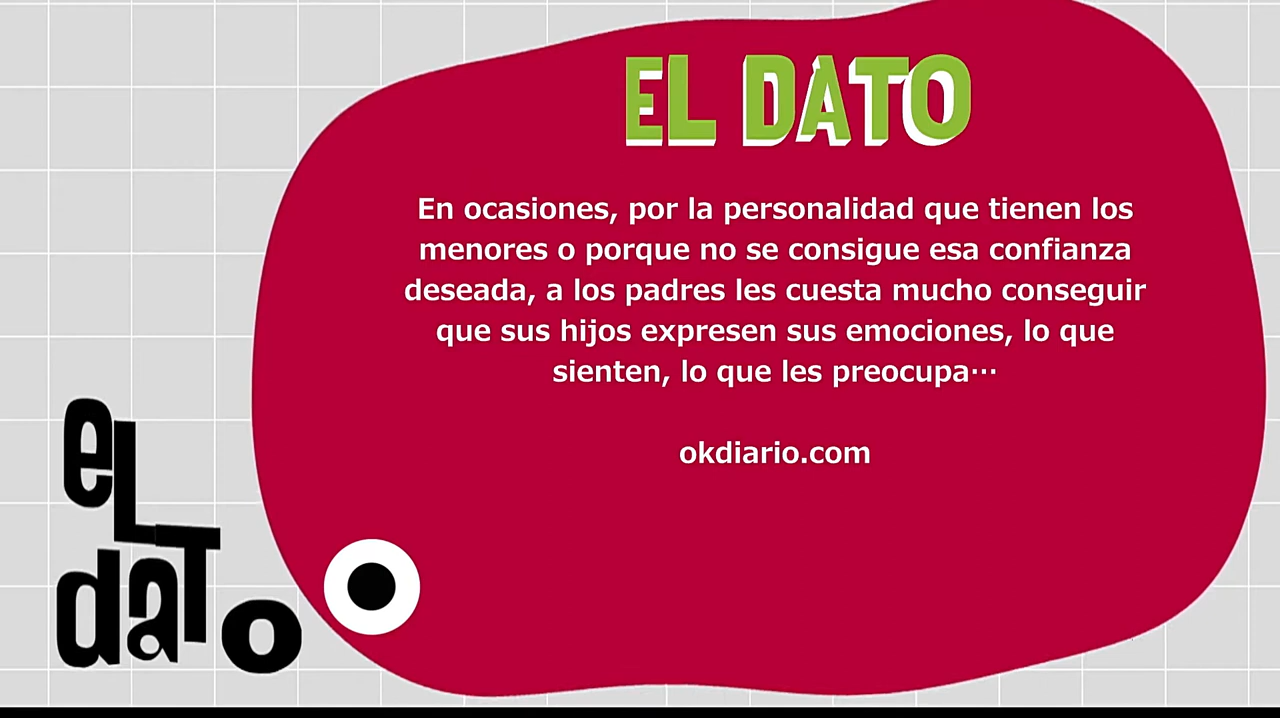 EL DATO
En ocasiones, por la personalidad que tienen los
menores o porque no se consigue esa confianza
deseada, a los padres les cuesta mucho conseguir
que sus hijos expresen sus emociones, lo que
sienten, lo que les preocupa…
okdiario.com
eL
daTo